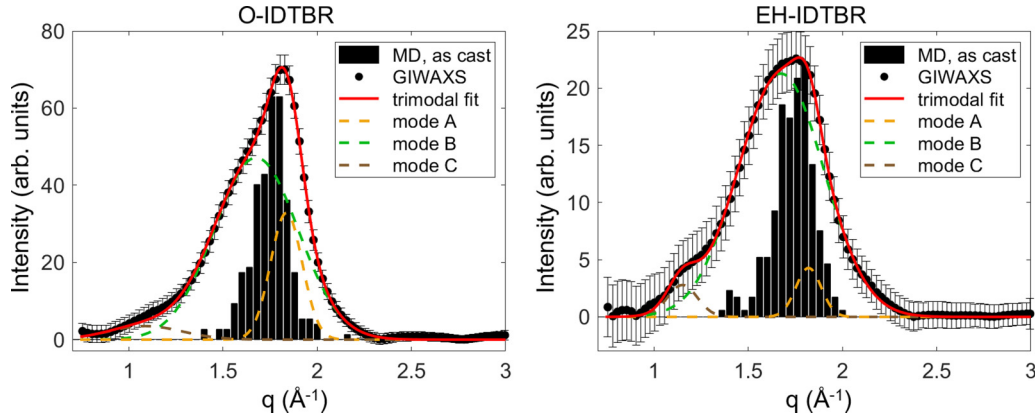 O-IDTBR
Intensity (arb. units)
80
60
40
20
0
1
1.5
2
2.5
3
q (Å⁻¹)
MD, as cast
GIWAXS
trimodal fit
mode A
mode B
mode C
EH-IDTBR
Intensity (arb. units)
25
20
15
10
5
0
1
1.5
2
2.5
3
q (Å⁻¹)
MD, as cast
GIWAXS
trimodal fit
mode A
mode B
mode C